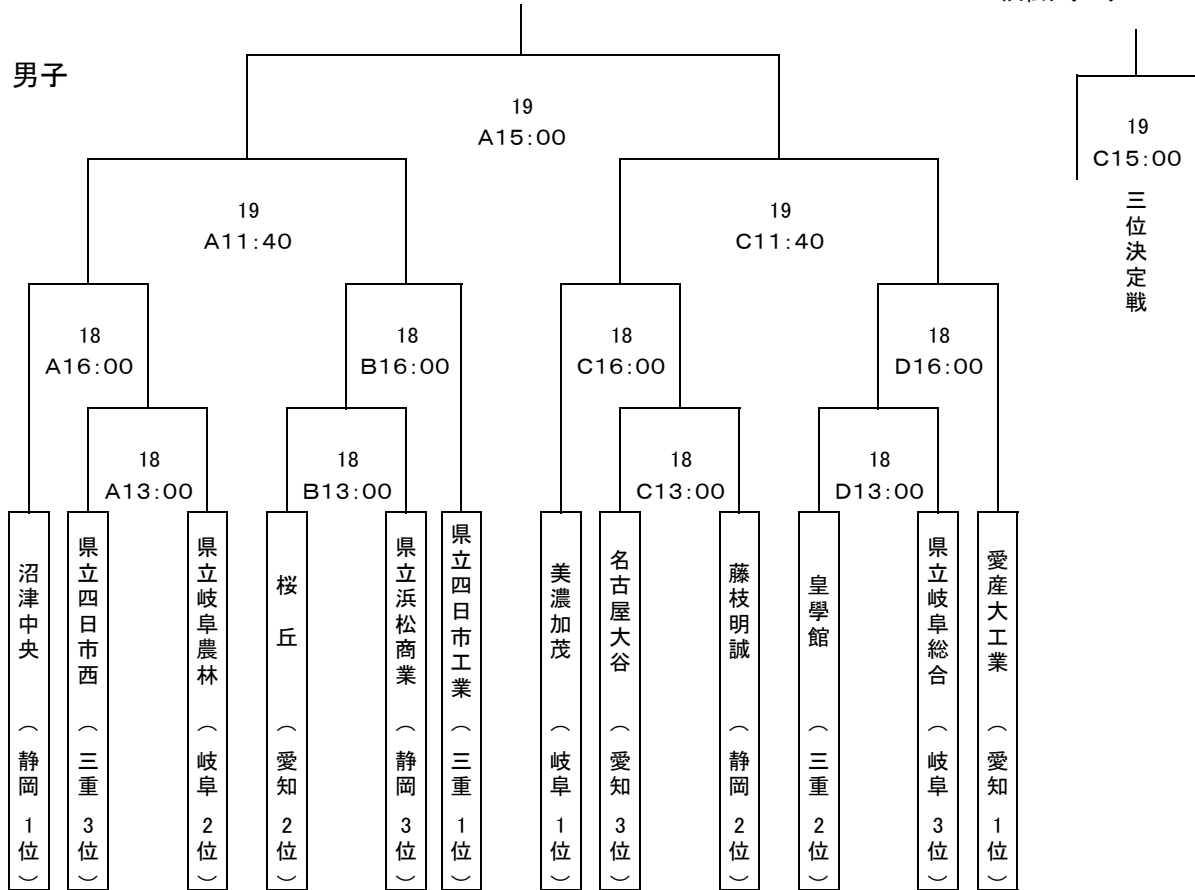 男子
19
A15:00
19
C15:00
三位決定戦
19
A11:40
19
C11:40
18
A16:00
18
B16:00
18
C16:00
18
D16:00
18
A13:00
18
B13:00
18
C13:00
18
D13:00
沼津中央（静岡 1位）
県立四日市西（三重 3位）
県立岐阜農林（岐阜 2位）
桜丘（愛知 2位）
県立浜松商業（静岡 3位）
県立四日市工業（三重 1位）
美濃加茂（岐阜 1位）
名古屋大谷（愛知 3位）
藤枝明誠（静岡 2位）
皇學館（三重 2位）
県立岐阜総合（岐阜 3位）
愛産大工業（愛知 1位）